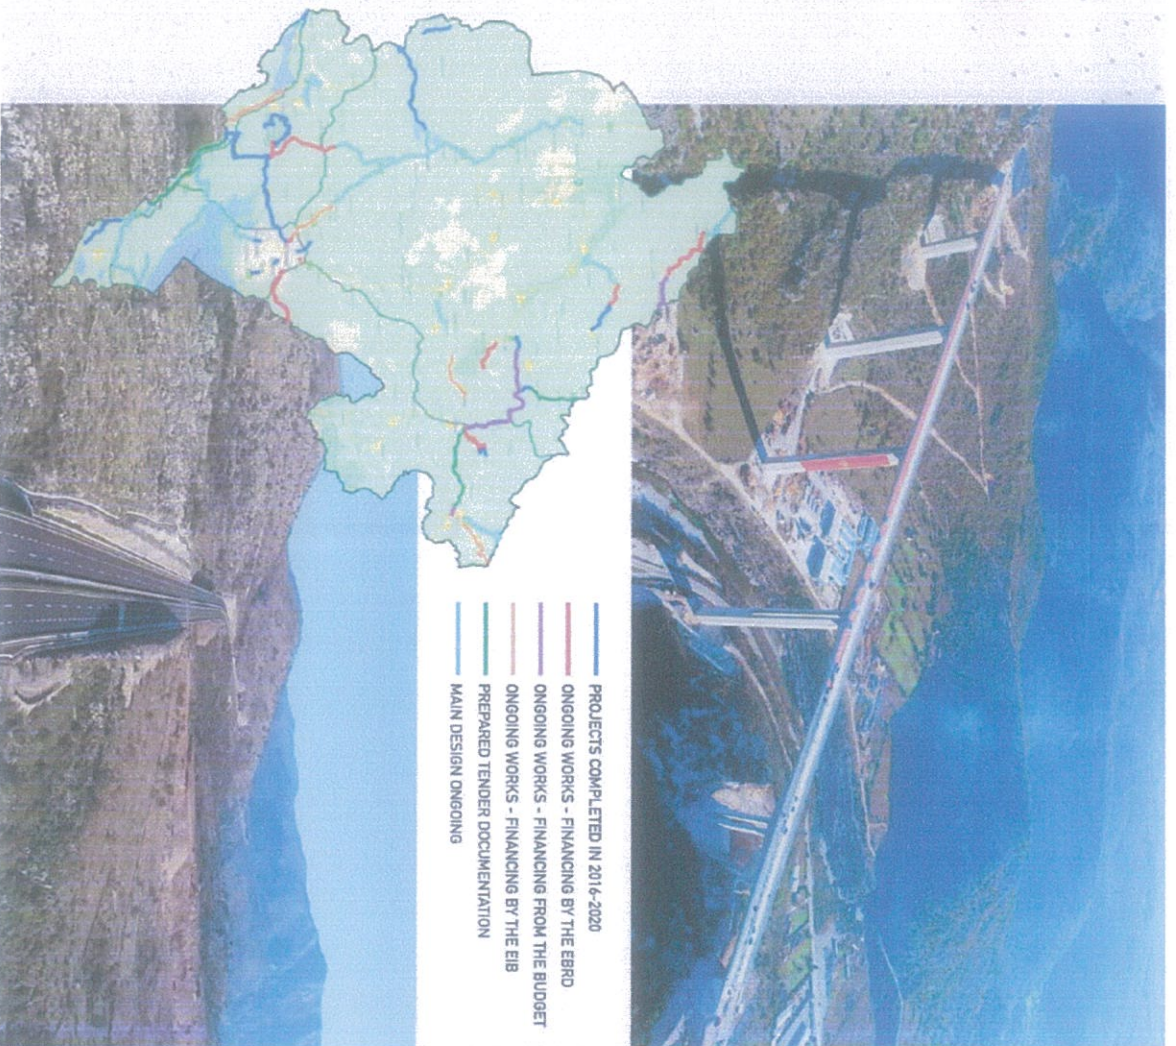 PROJECTS COMPLETED IN 2016-2020
ONGOING WORKS - FINANCING BY THE EBRD
ONGOING WORKS - FINANCING FROM THE BUDGET
ONGOING WORKS - FINANCING BY THE EIB
PREPARED TENDER DOCUMENTATION
MAIN DESIGN ONGOING